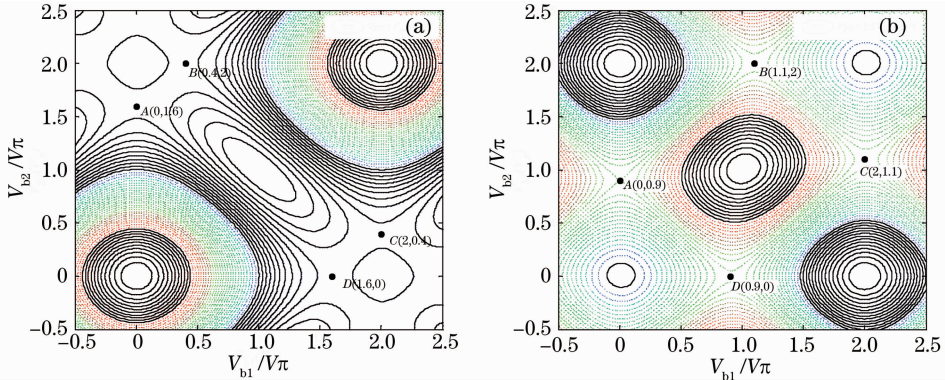 (a)
2.5
2.0
1.5
1.0
0.5
0
−0.5
V_b2/Vπ
B(0.4,2)
A(0,1.6)
C(2,0.4)
D(1.6,0)
−0.5 0 0.5 1.0 1.5 2.0 2.5
V_b1/Vπ
(b)
2.5
2.0
1.5
1.0
0.5
0
−0.5
V_b2/Vπ
B(1.1,2)
C(2,1.1)
A(0,0.9)
D(0.9,0)
−0.5 0 0.5 1.0 1.5 2.0 2.5
V_b1/Vπ